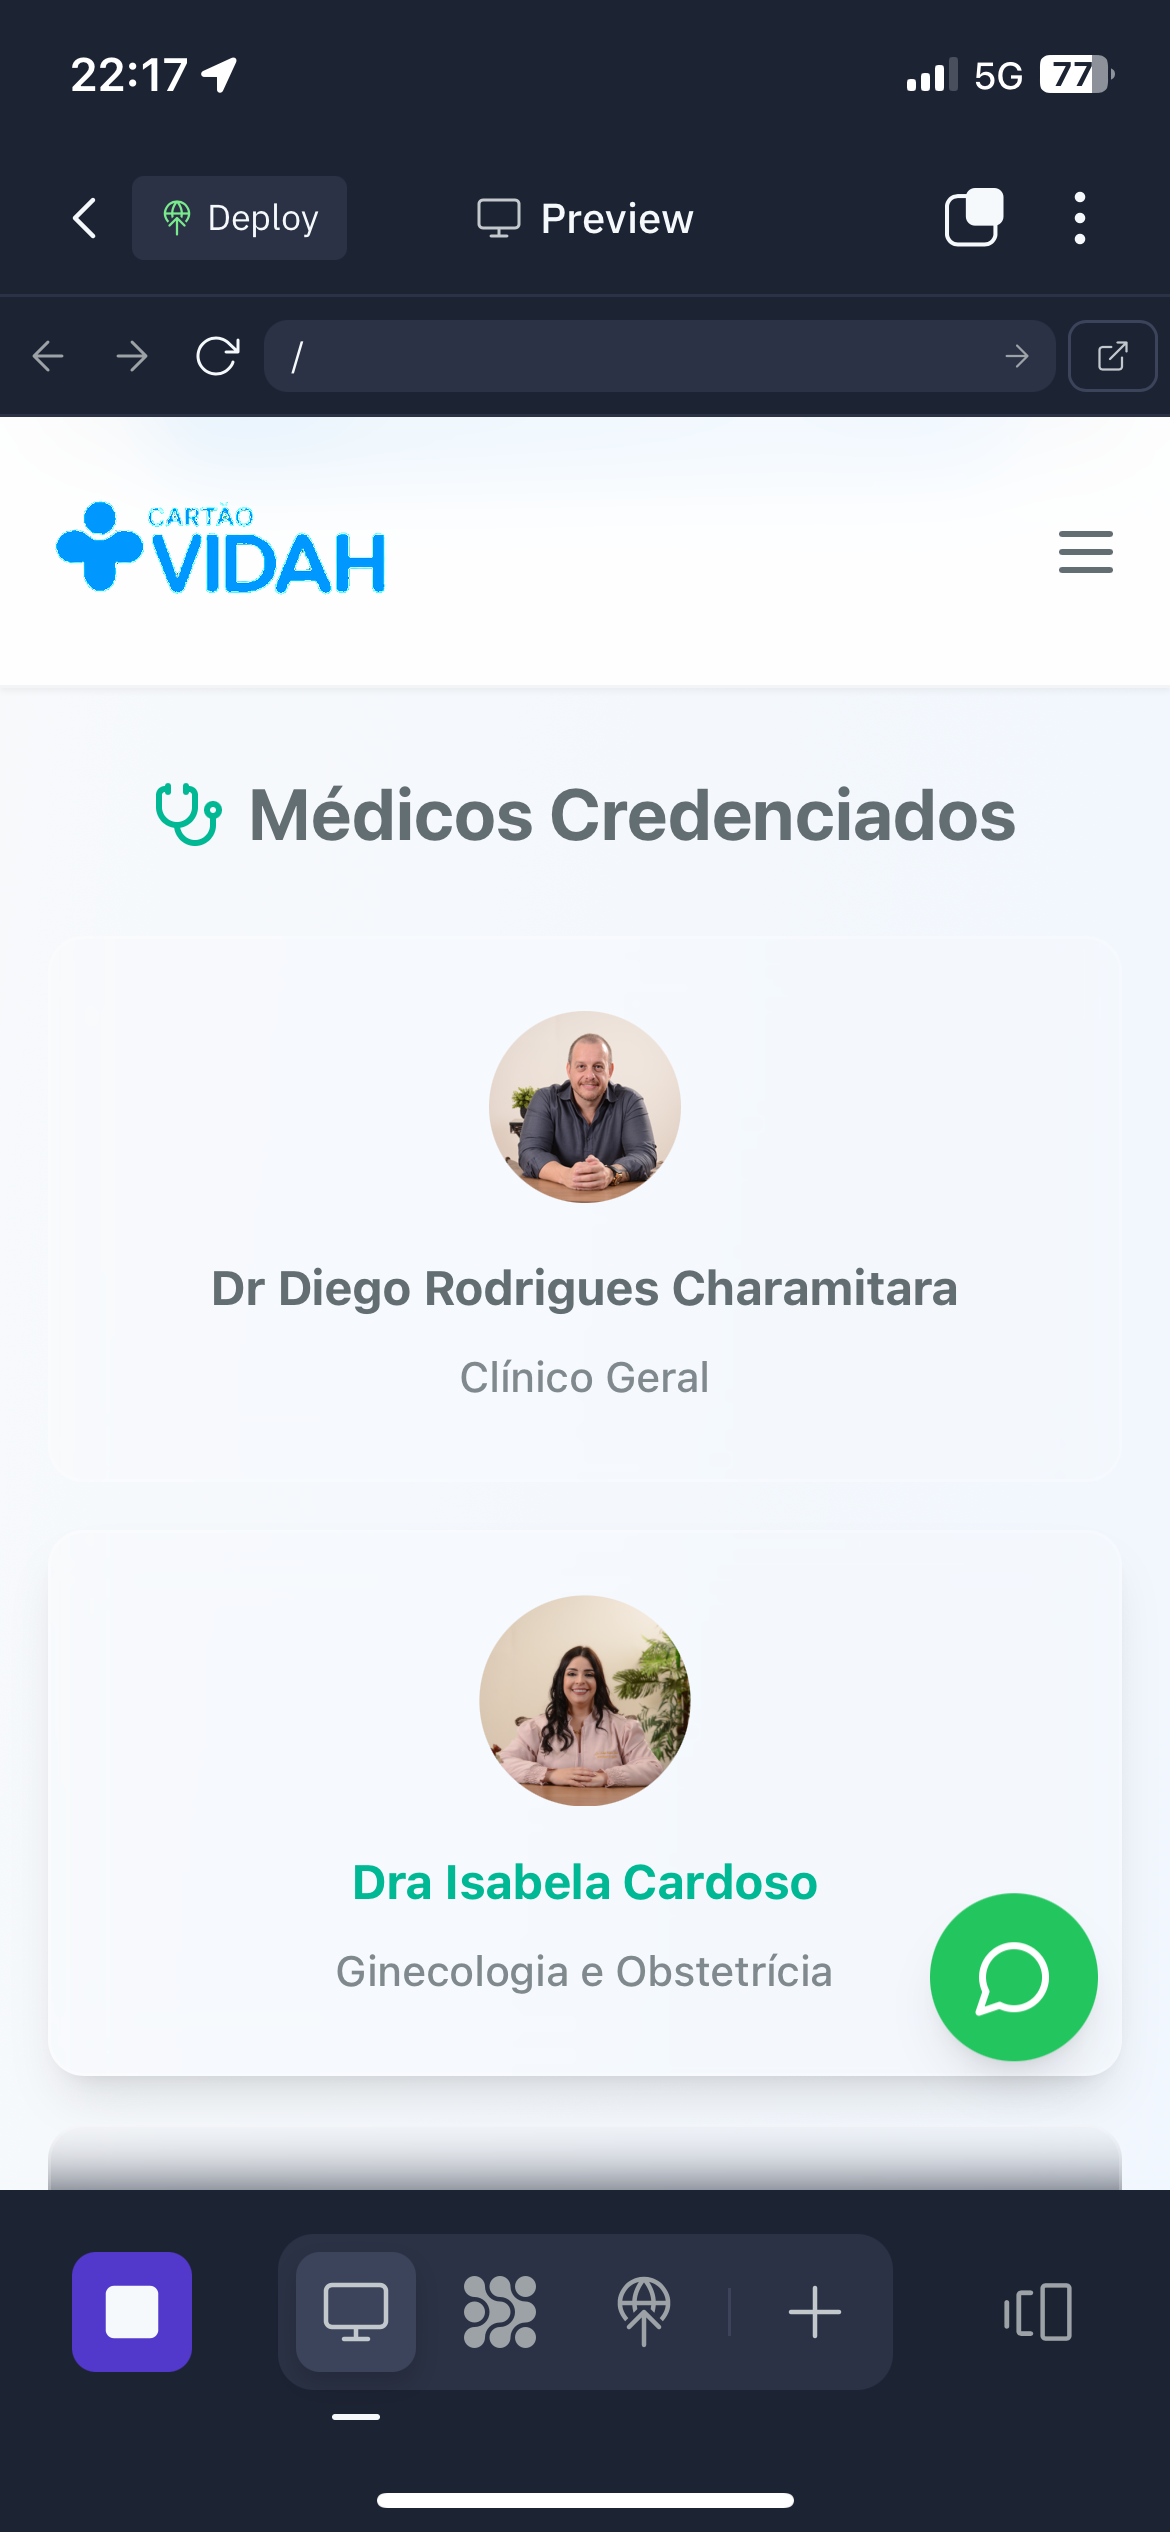 22:17
5G
77
Deploy
Preview
/
CARTÃO
VIDAH
Médicos Credenciados
Dr Diego Rodrigues Charamitara
Clínico Geral
Dra Isabela Cardoso
Ginecologia e Obstetrícia